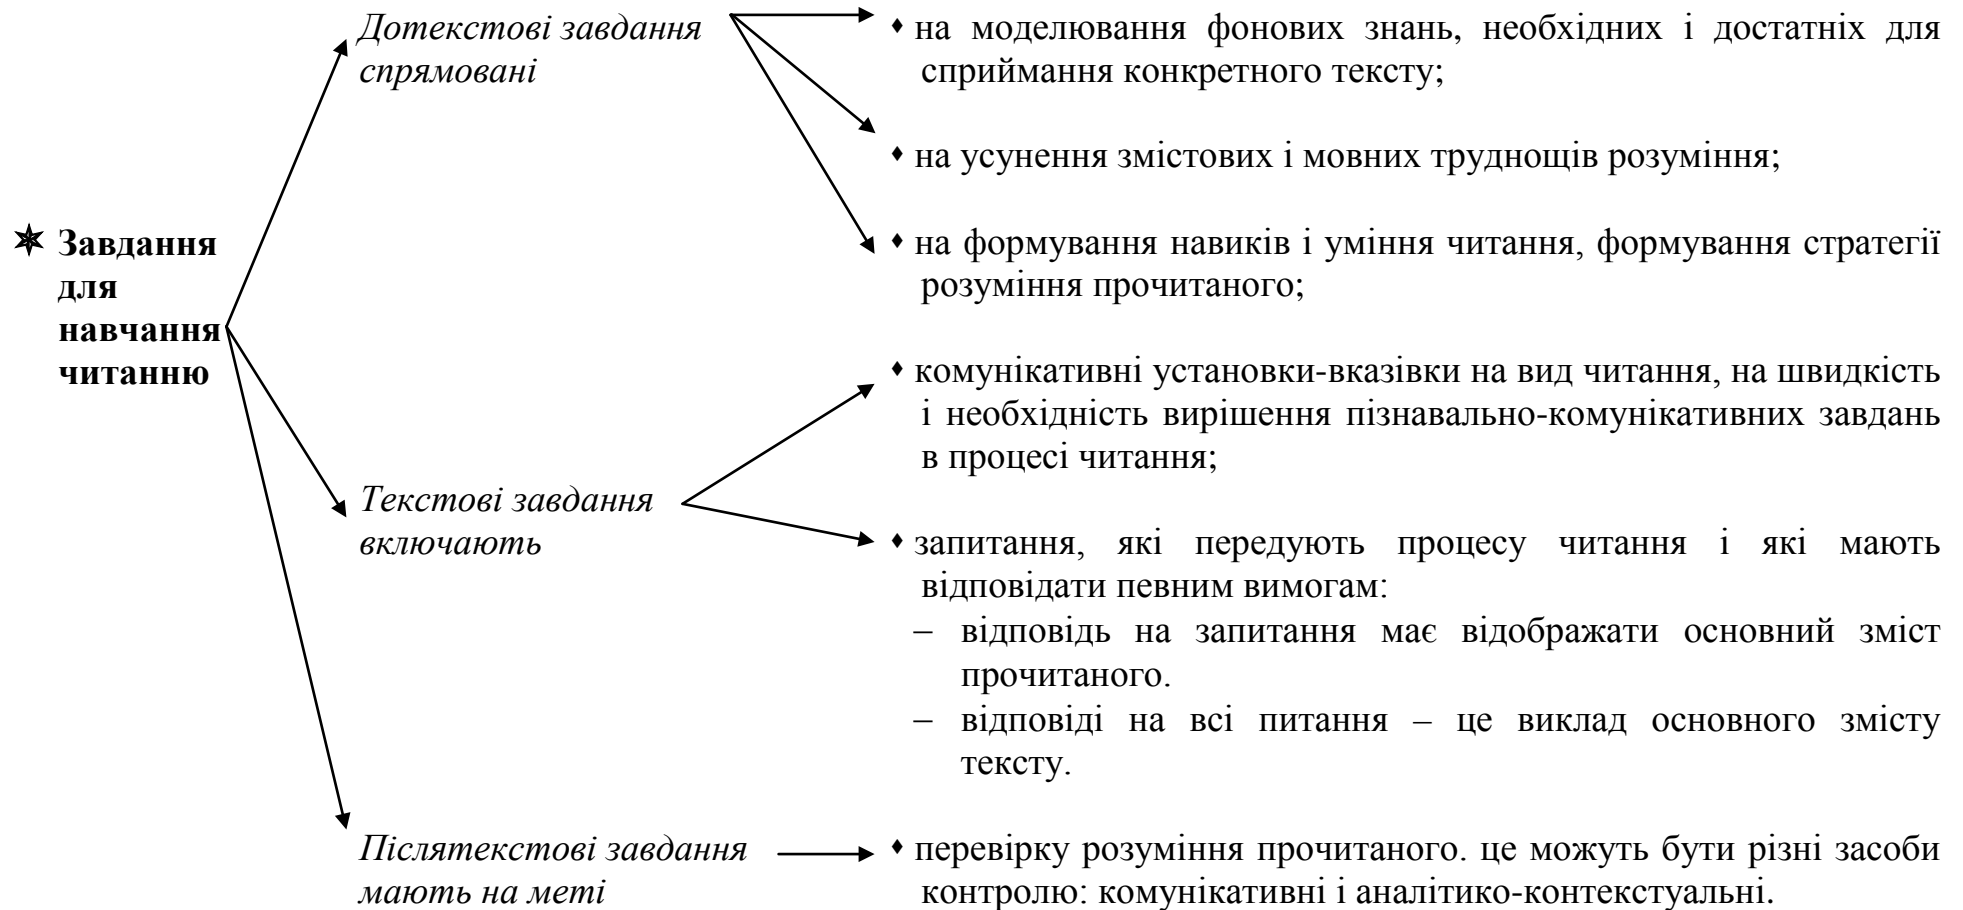 Дотекстові завдання
спрямовані
♦ на моделювання фонових знань, необхідних і достатніх для
сприймання конкретного тексту;
♦ на усунення змістових і мовних труднощів розуміння;
♦ на формування навиків і уміння читання, формування стратегії
розуміння прочитаного;
Завдання
для
навчання
читанню
♦ комунікативні установки-вказівки на вид читання, на швидкість
і необхідність вирішення пізнавально-комунікативних завдань
в процесі читання;
Текстові завдання
включають
♦ запитання, які передують процесу читання і які мають
відповідати певним вимогам:
– відповідь на запитання має відображати основний зміст
прочитаного.
– відповіді на всі питання – це виклад основного змісту
тексту.
Післятекстові завдання
мають на меті
♦ перевірку розуміння прочитаного. це можуть бути різні засоби
контролю: комунікативні і аналітико-контекстуальні.